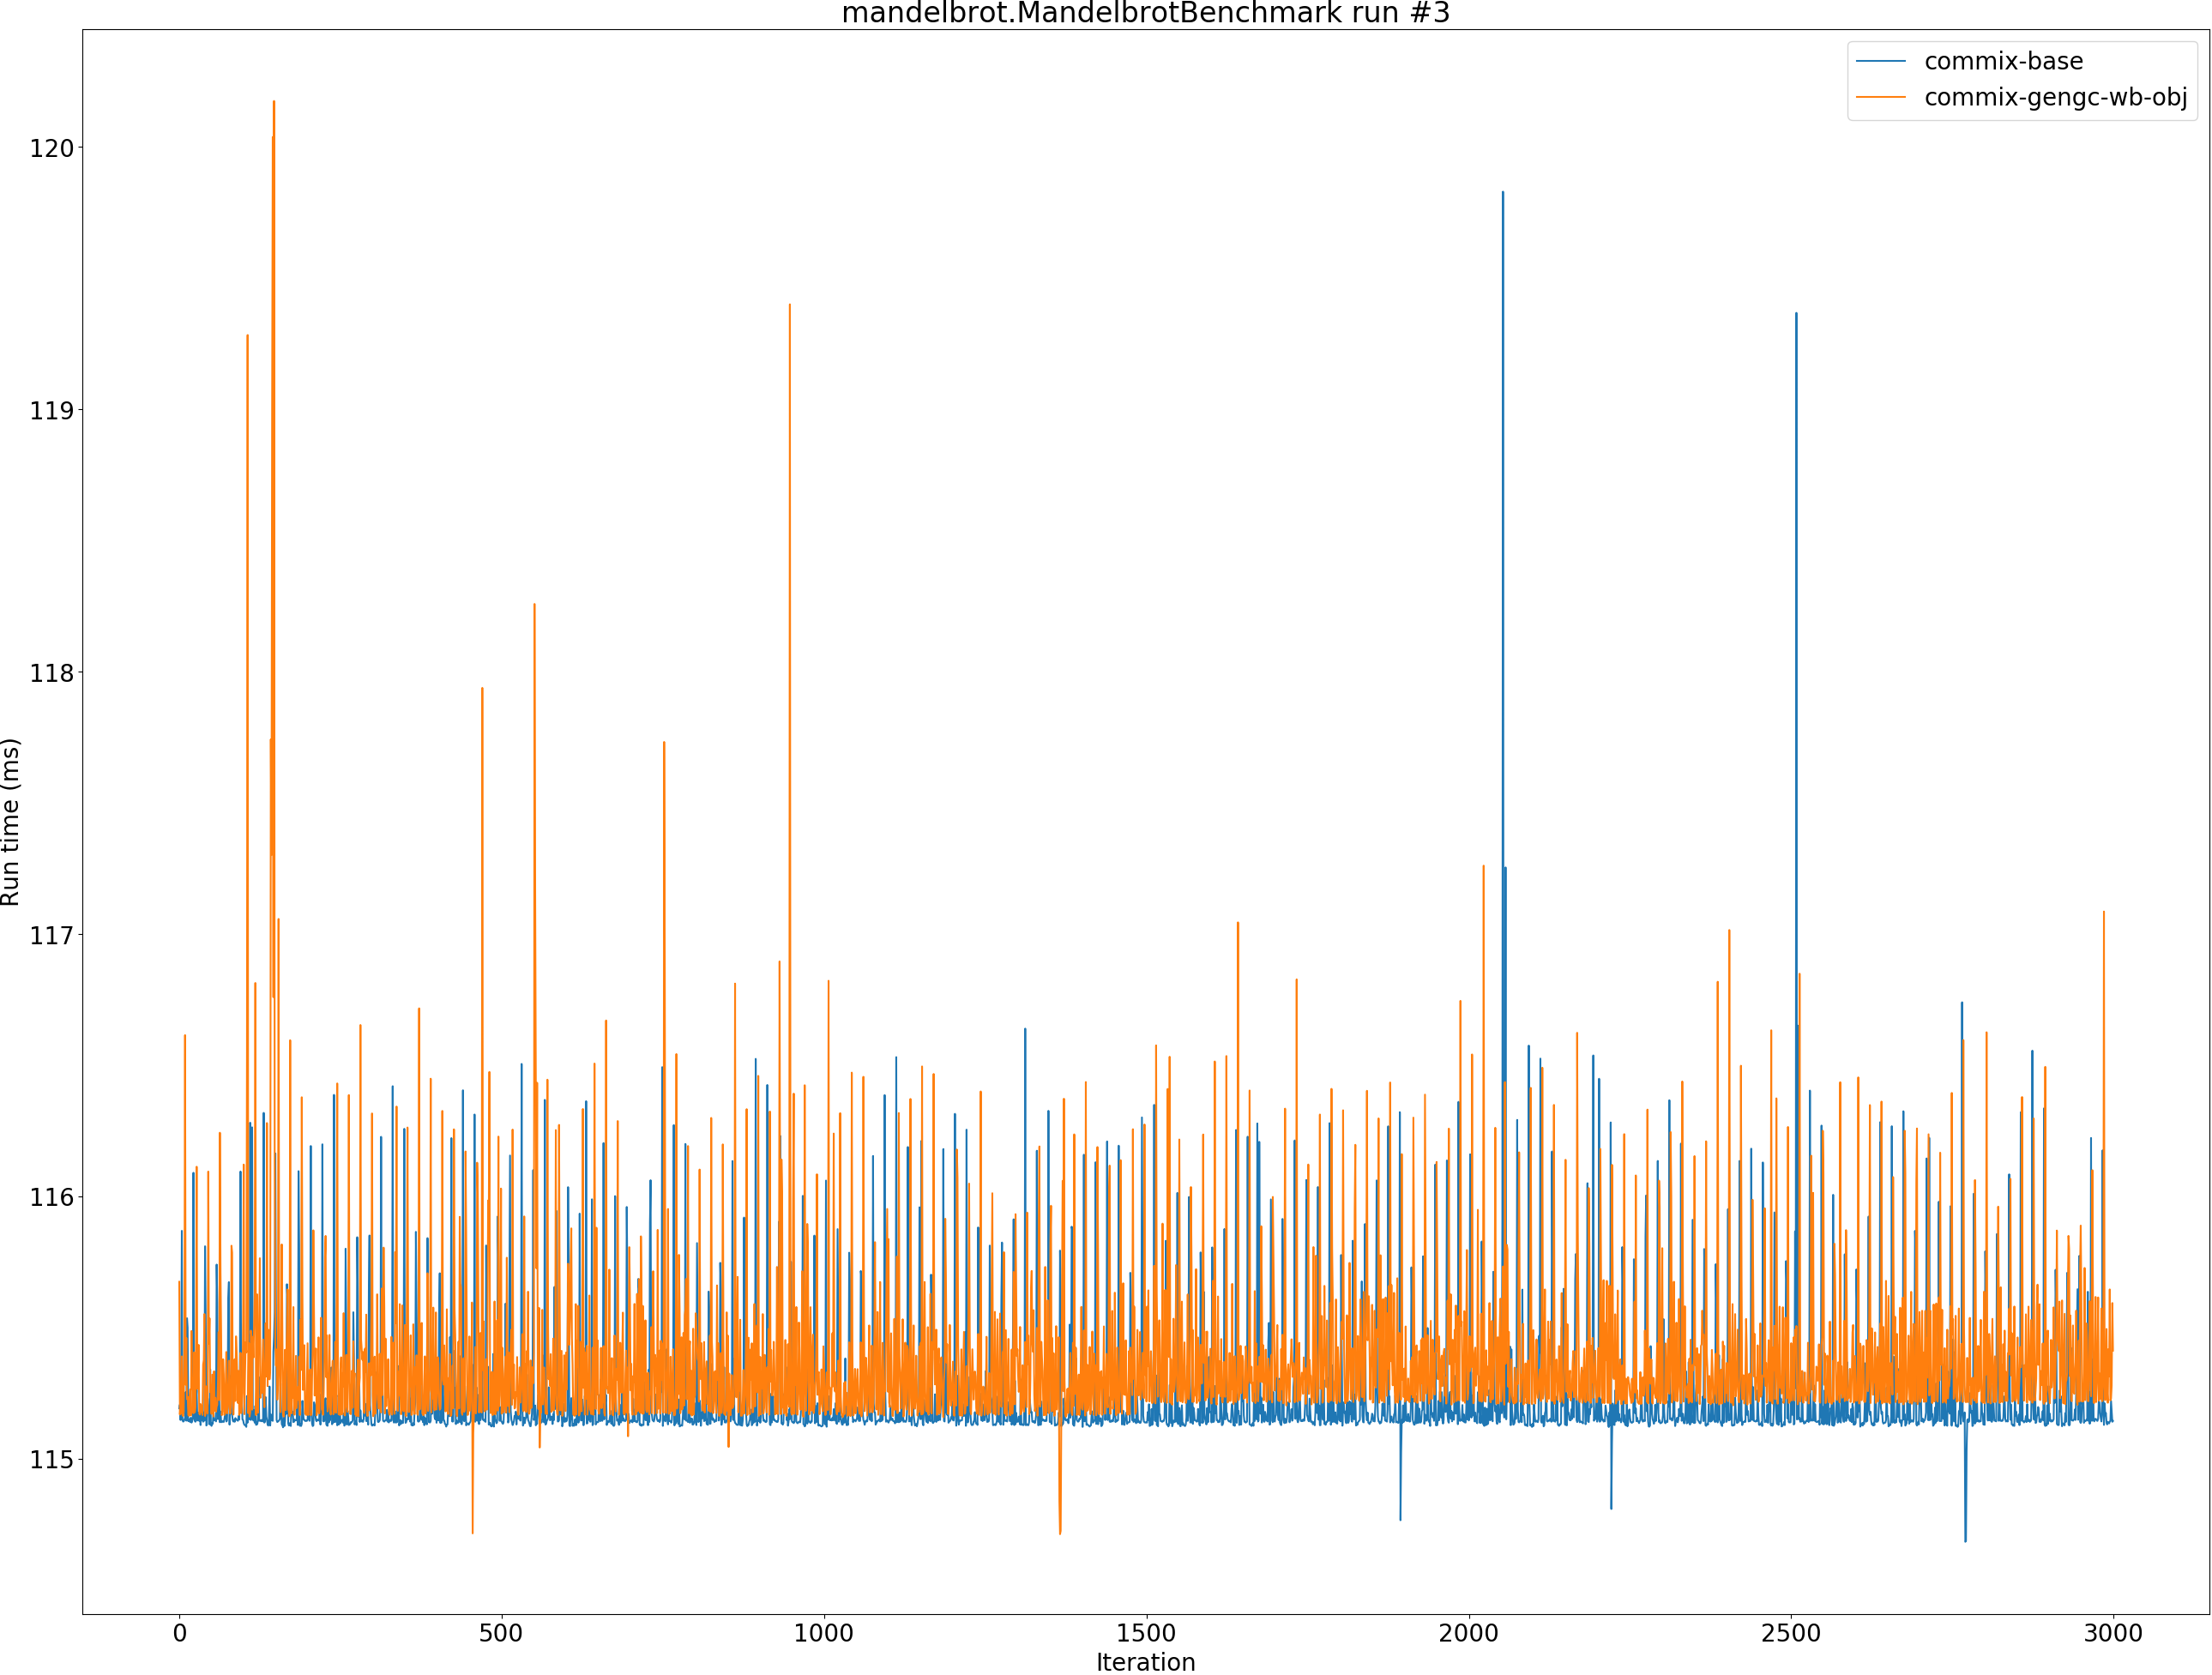 mandelbrot.MandelbrotBenchmark run #3
commix-base
commix-gengc-wb-obj
120
119
118
117
116
115
Run time (ms)
0
500
1000
1500
2000
2500
3000
Iteration